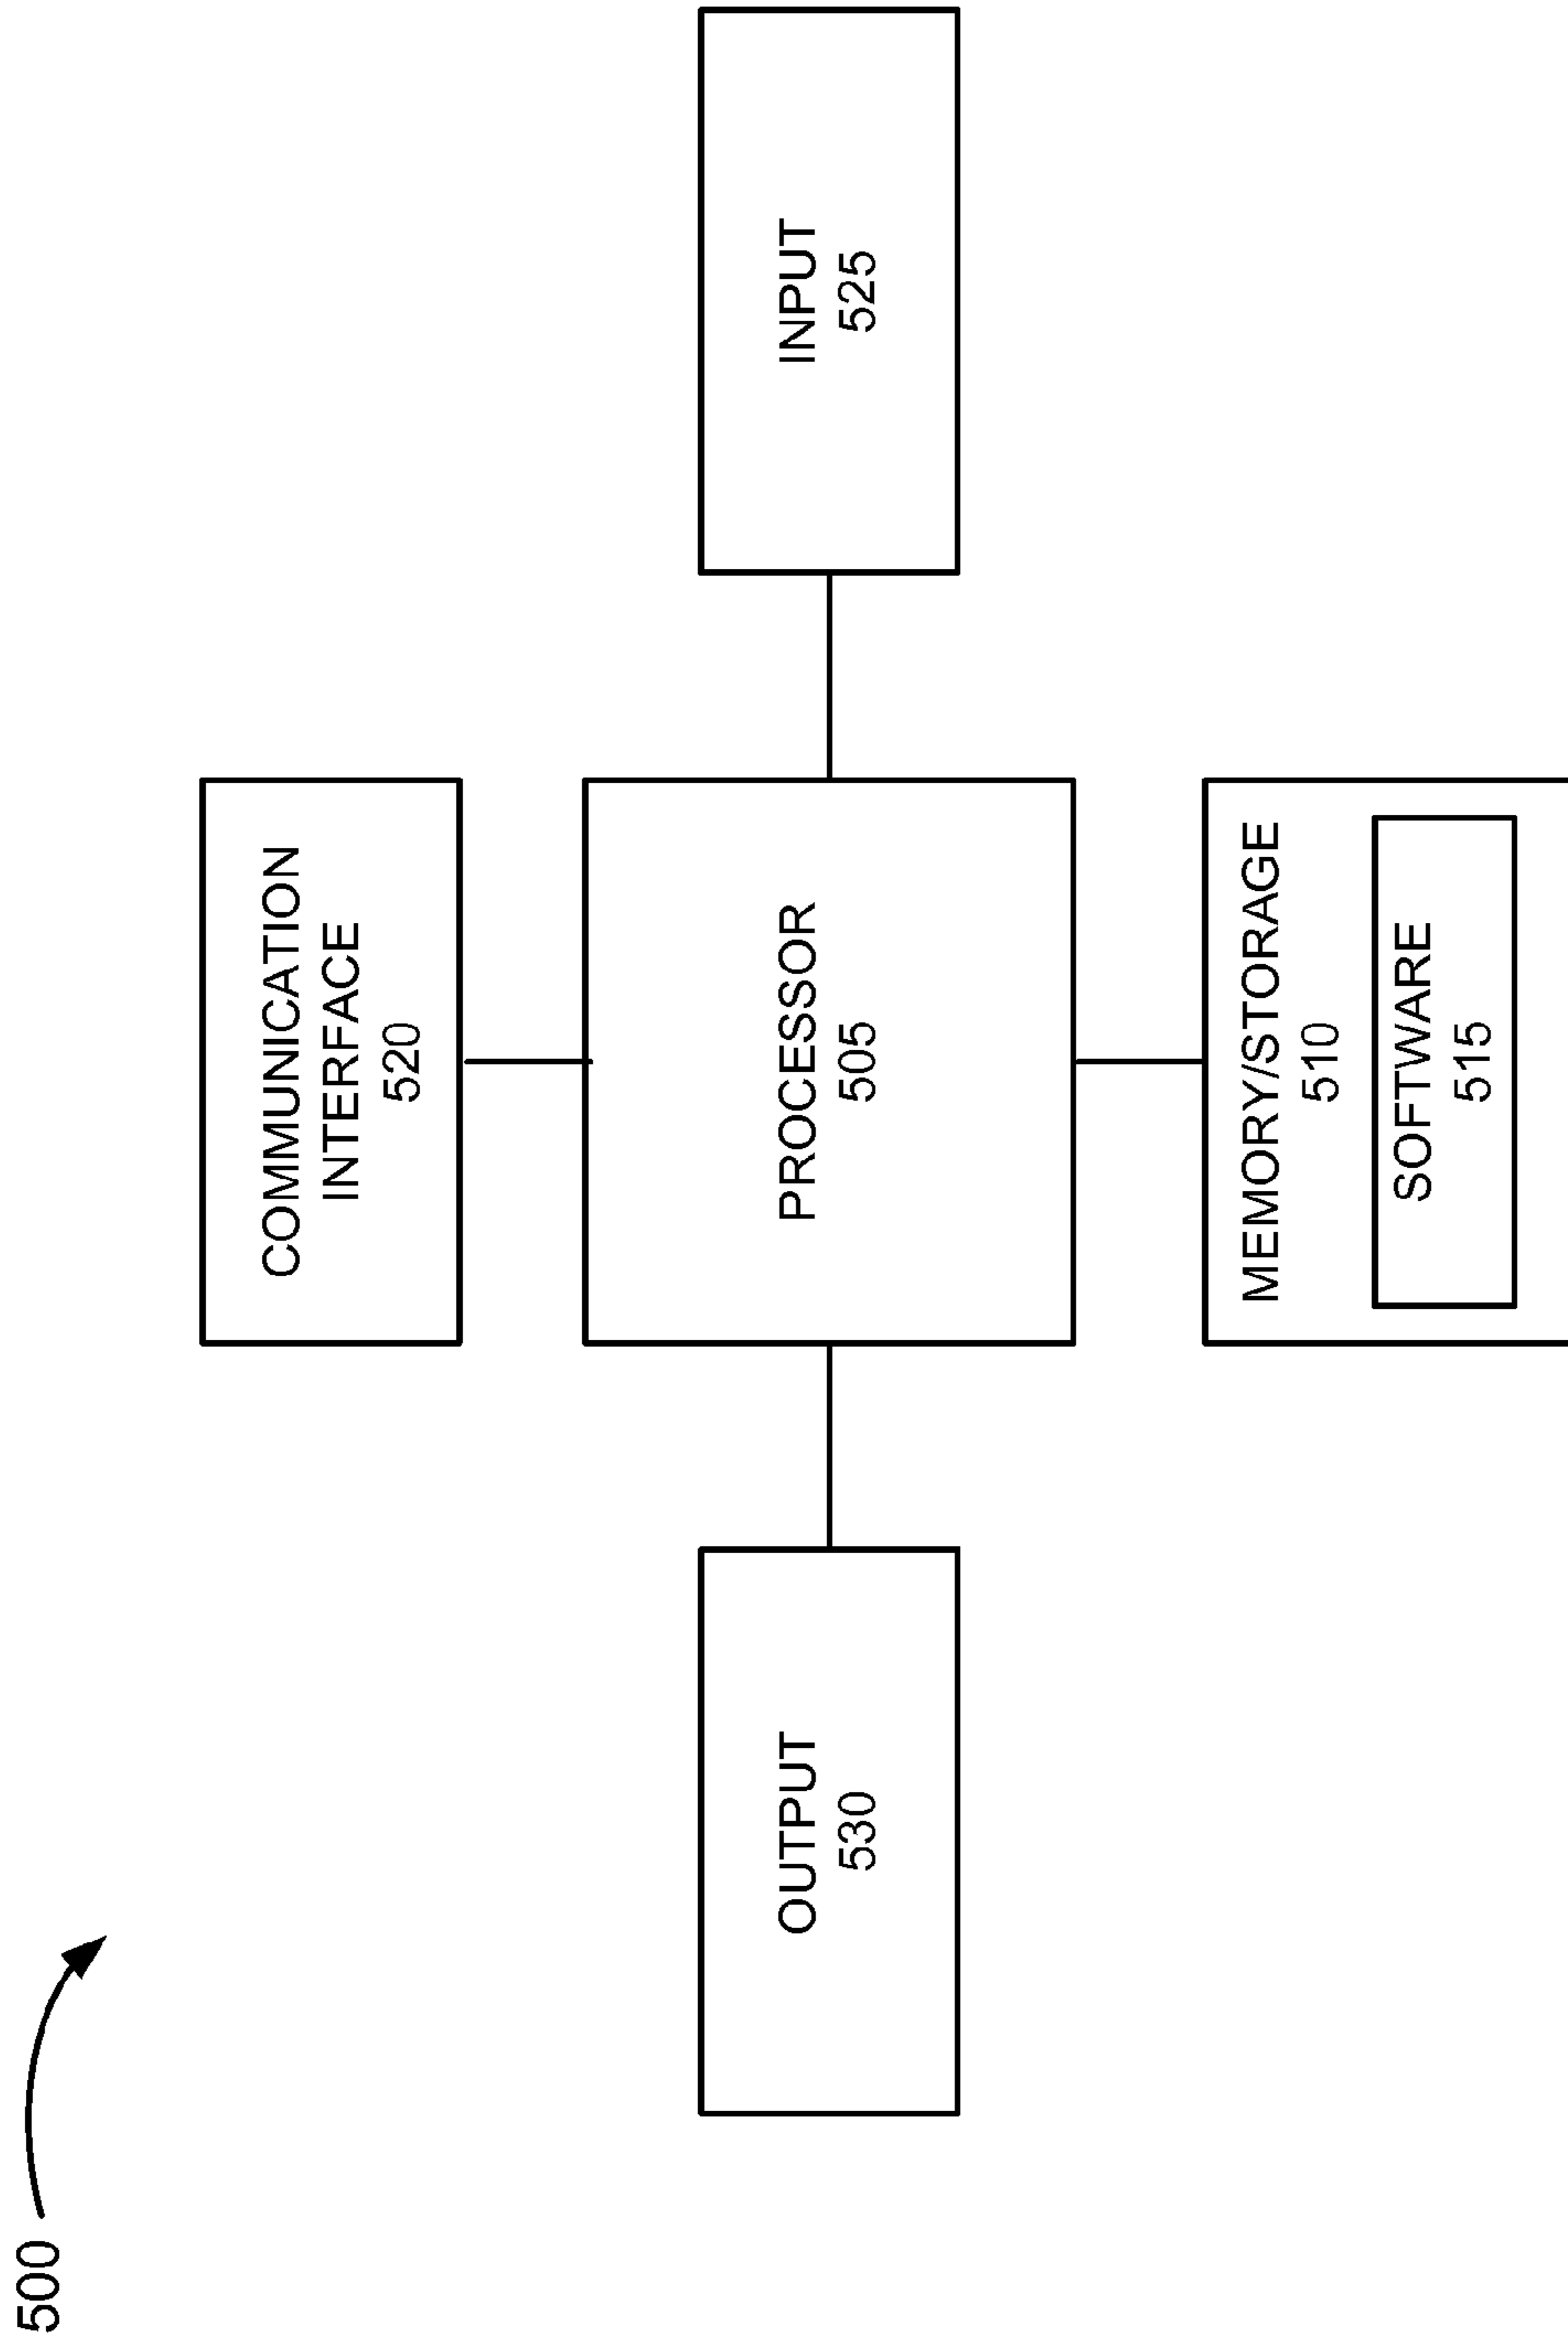 500
COMMUNICATION
INTERFACE
520
OUTPUT
530
PROCESSOR
505
INPUT
525
MEMORY/STORAGE
510
SOFTWARE
515